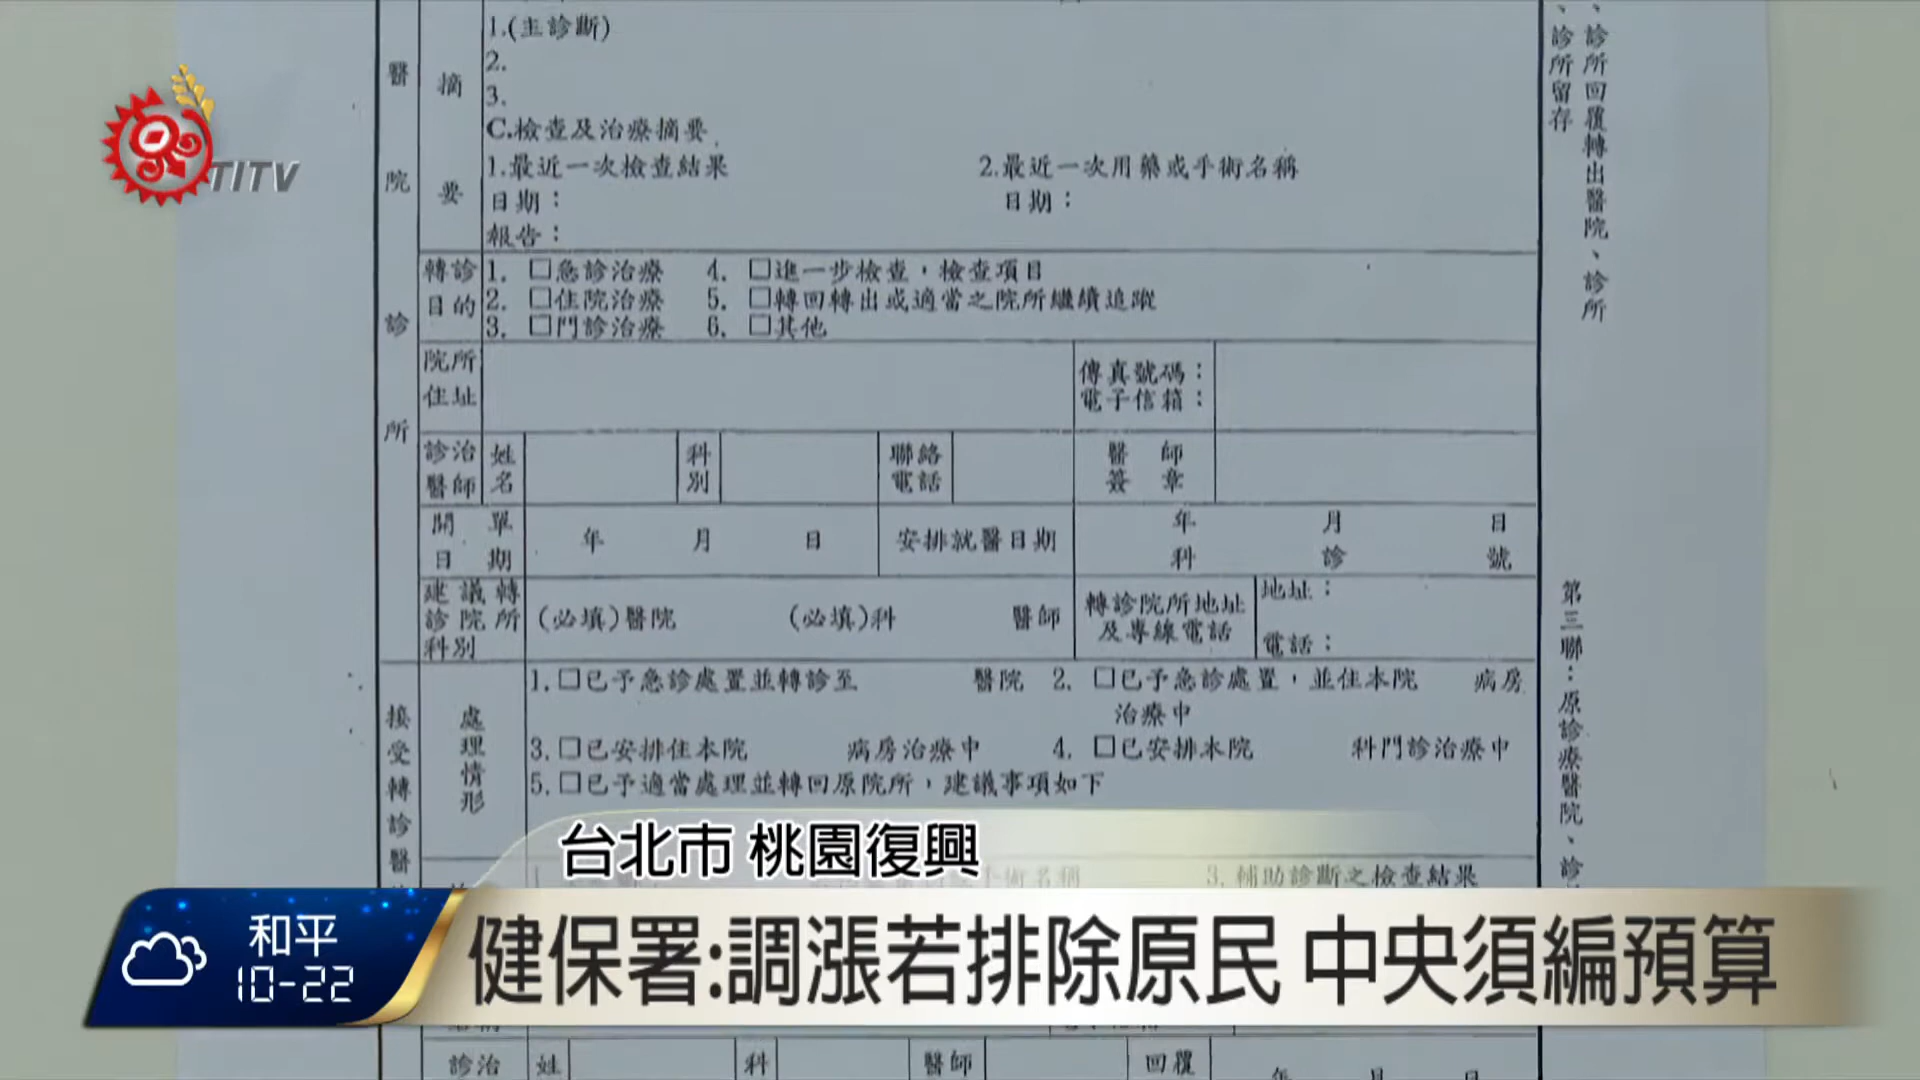 1.(主診斷)
2.
3.
C.檢查及治療摘要
1.最近一次檢查結果 2.最近一次用藥或手術名稱
日期： 日期：
報告：
醫院診所
摘要
轉診目的
1. □急診治療 4. □進一步檢查，檢查項目
2. □住院治療 5. □轉回轉出或適當之院所繼續追蹤
3. □門診治療 6. □其他
院所住址
傳真號碼：
電子信箱：
診治醫師
姓名
科別
聯絡電話
醫師簽章
開單日期
年 月 日
安排就醫日期
年 月 日
科 診 號
建議轉診院所科別
(必填)醫院 (必填)科 醫師
轉診院所地址及專線電話
地址：
電話：
接受轉診醫
處理情形
1.□已予急診處置並轉診至 醫院 2. □已予急診處置，並住本院 病房
治療中
3.□已安排住本院 病房治療中 4. □已安排本院 科門診治療中
5.□已予適當處理並轉回原院所，建議事項如下
3.輔助診斷之檢查結果
診治 姓 科 醫師 回覆
年 月 日
、診所回覆轉出醫院、診所
、診所留存
第三聯：原診療醫院、診
TITV
台北市 桃園復興
健保署:調漲若排除原民 中央須編預算
和平
10-22